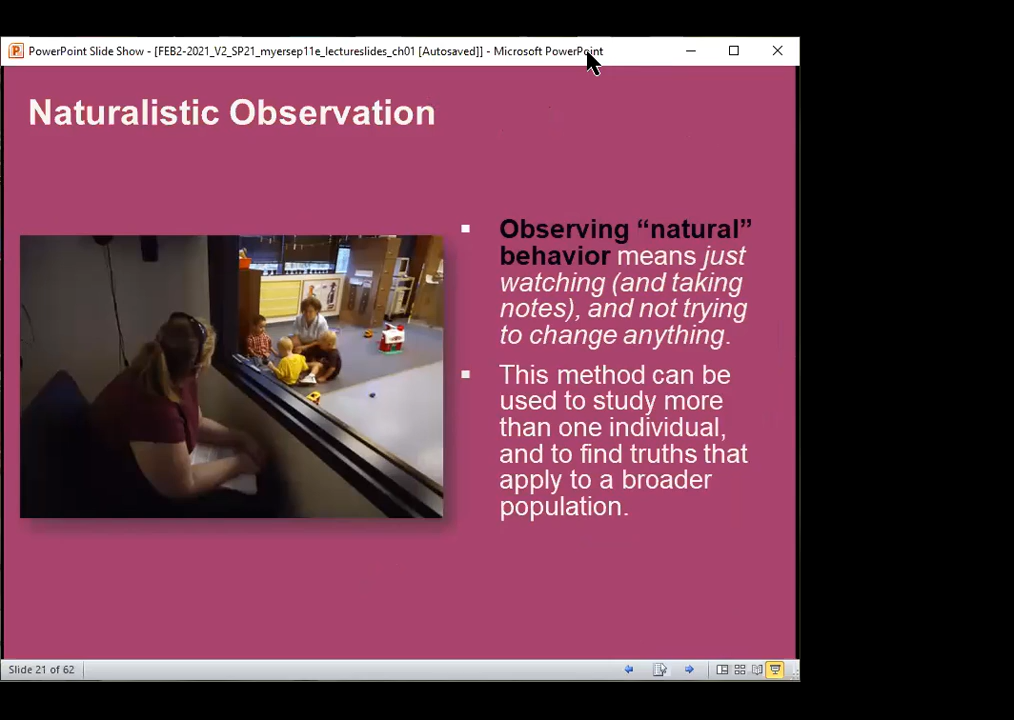 PowerPoint Slide Show - [FEB2-2021_V2_SP21_myersep11e_lectureslides_ch01 [Autosaved]] - Microsoft PowerPoint
Naturalistic Observation
Observing “natural”
behavior means just
watching (and taking
notes), and not trying
to change anything.
This method can be
used to study more
than one individual,
and to find truths that
apply to a broader
population.
Slide 21 of 62